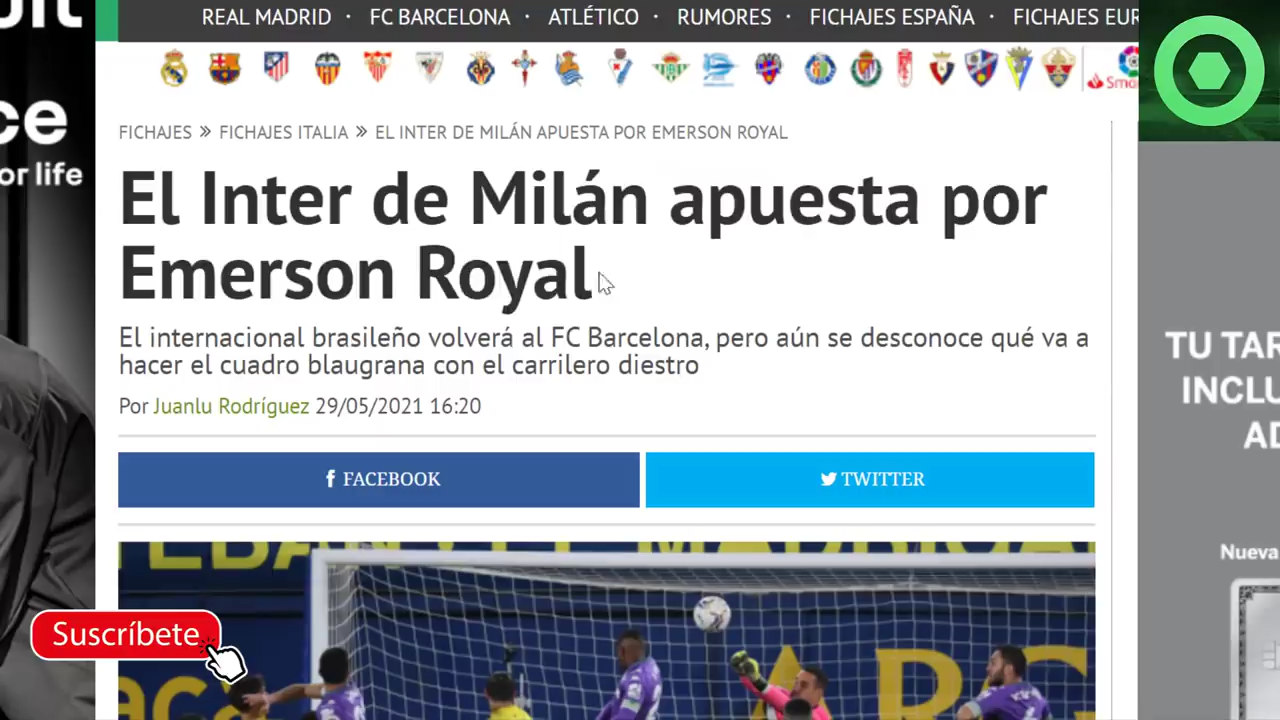 REAL MADRID · FC BARCELONA · ATLÉTICO · RUMORES · FICHAJES ESPAÑA · FICHAJES EUR
ce
or life
FICHAJES » FICHAJES ITALIA » EL INTER DE MILÁN APUESTA POR EMERSON ROYAL
El Inter de Milán apuesta por
Emerson Royal
El internacional brasileño volverá al FC Barcelona, pero aún se desconoce qué va a
hacer el cuadro blaugrana con el carrilero diestro
Por Juanlu Rodríguez 29/05/2021 16:20
FACEBOOK
TWITTER
TU TAR
INCLU
AD
Nueva
Suscríbete